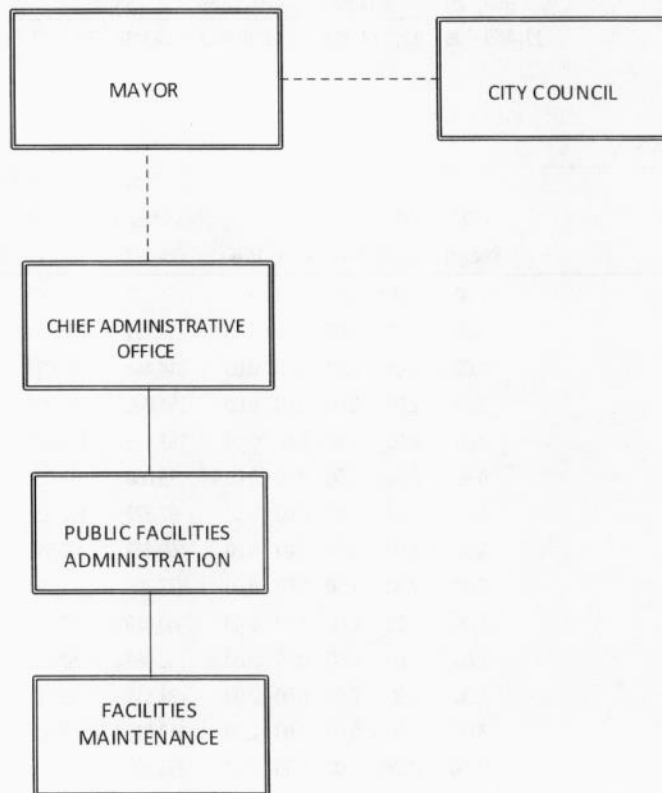 MAYOR
CITY COUNCIL
CHIEF ADMINISTRATIVE
OFFICE
PUBLIC FACILITIES
ADMINISTRATION
FACILITIES
MAINTENANCE